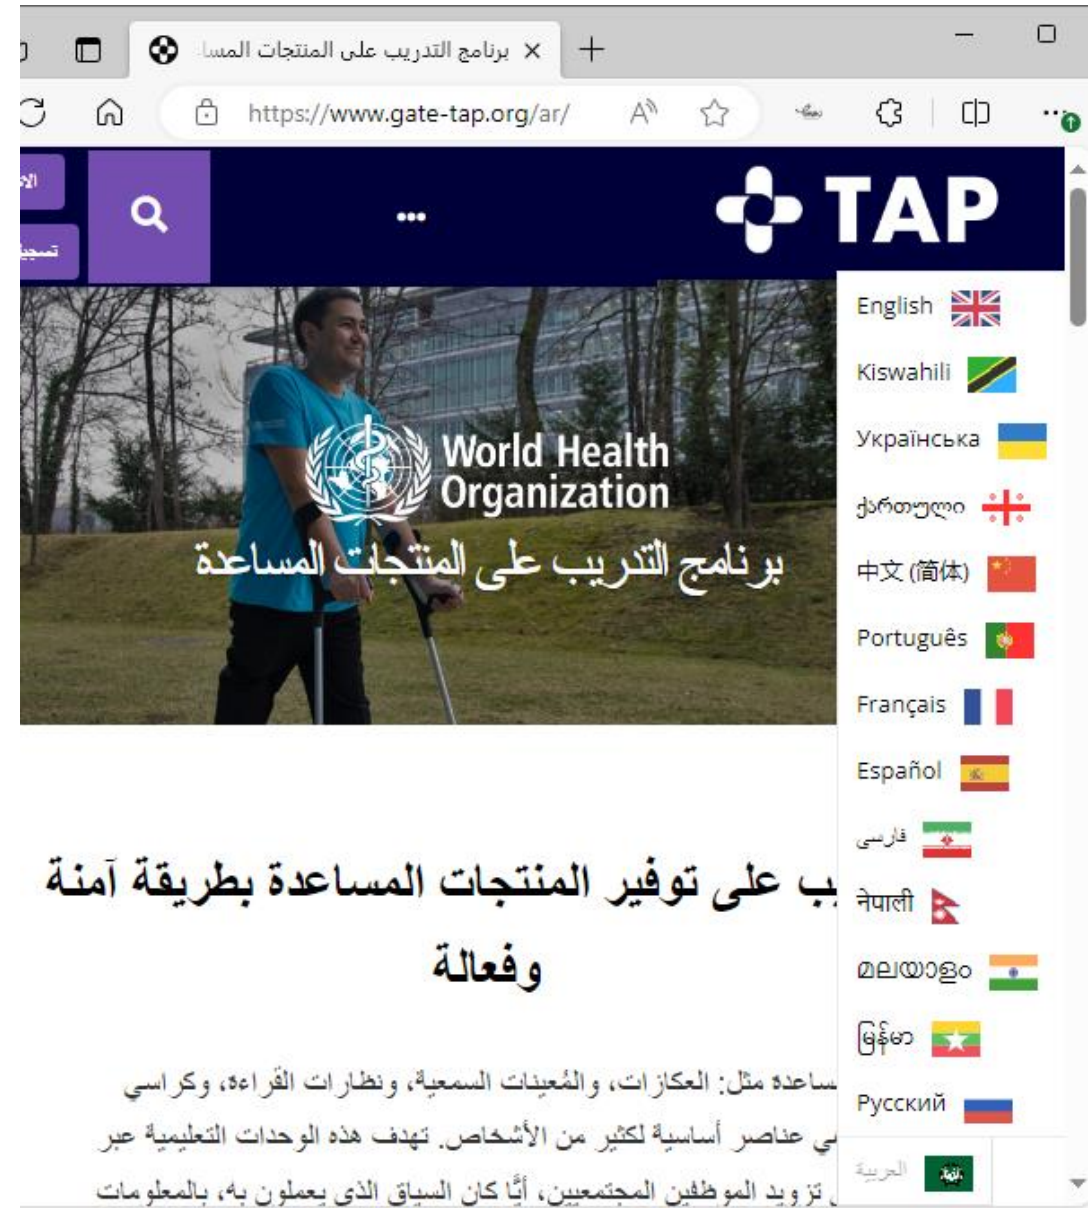 برنامج التدريب على المنتجات المسا
https://www.gate-tap.org/ar/
TAP
English
Kiswahili
Українська
ქართული
中文 (简体)
Português
Français
Español
فارسی
नेपाली
മലയാളം
မြန်မာ
Русский
العربية
World Health
Organization
برنامج التدريب على المنتجات المساعدة
على توفير المنتجات المساعدة بطريقة آمنة
وفعالة
مثل: العكازات، والمُعينات السمعية، ونظارات القراءة، وكراسي
عناصر أساسية لكثير من الأشخاص. تهدف هذه الوحدات التعليمية عبر
تزويد الموظفين المجتمعيين، أيًّا كان السياق الذي يعملون به، بالمعلومات